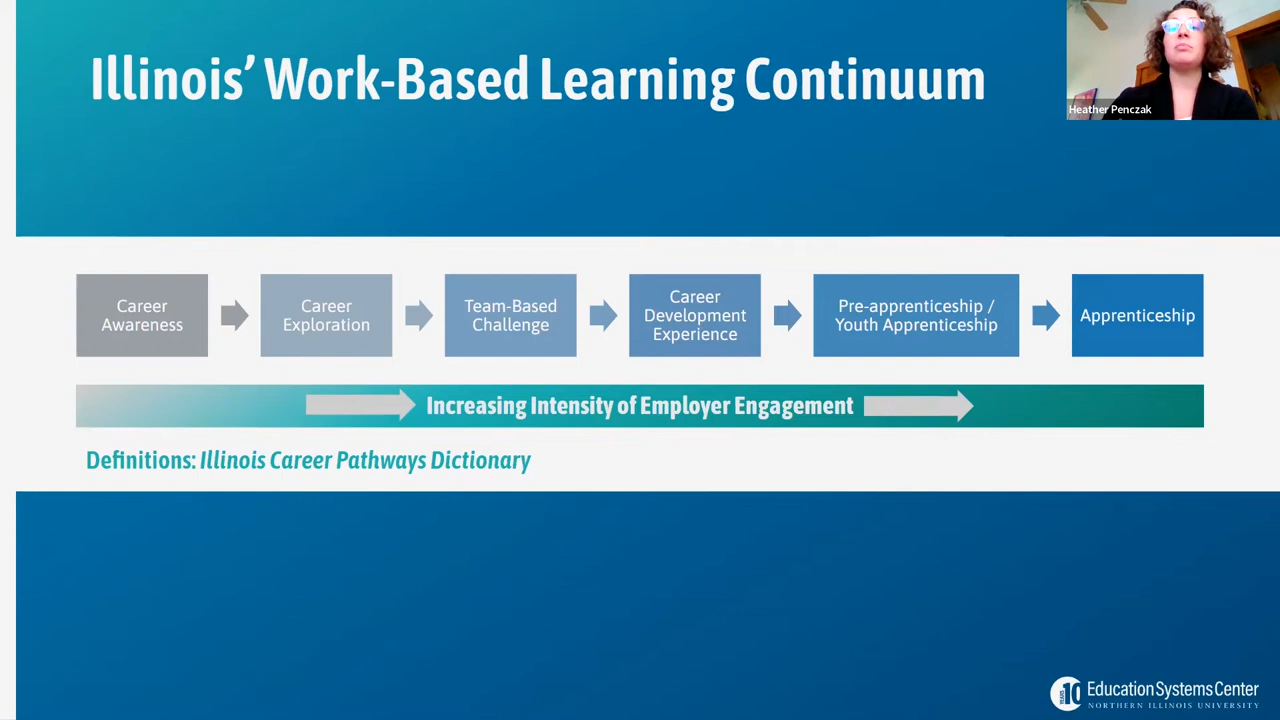 Illinois' Work-Based Learning Continuum
Heather Penczak
Career
Awareness
Career
Exploration
Team-Based
Challenge
Career
Development
Experience
Pre-apprenticeship /
Youth Apprenticeship
Apprenticeship
Increasing Intensity of Employer Engagement
Definitions: Illinois Career Pathways Dictionary
YEARS 10
Education Systems Center
NORTHERN ILLINOIS UNIVERSITY